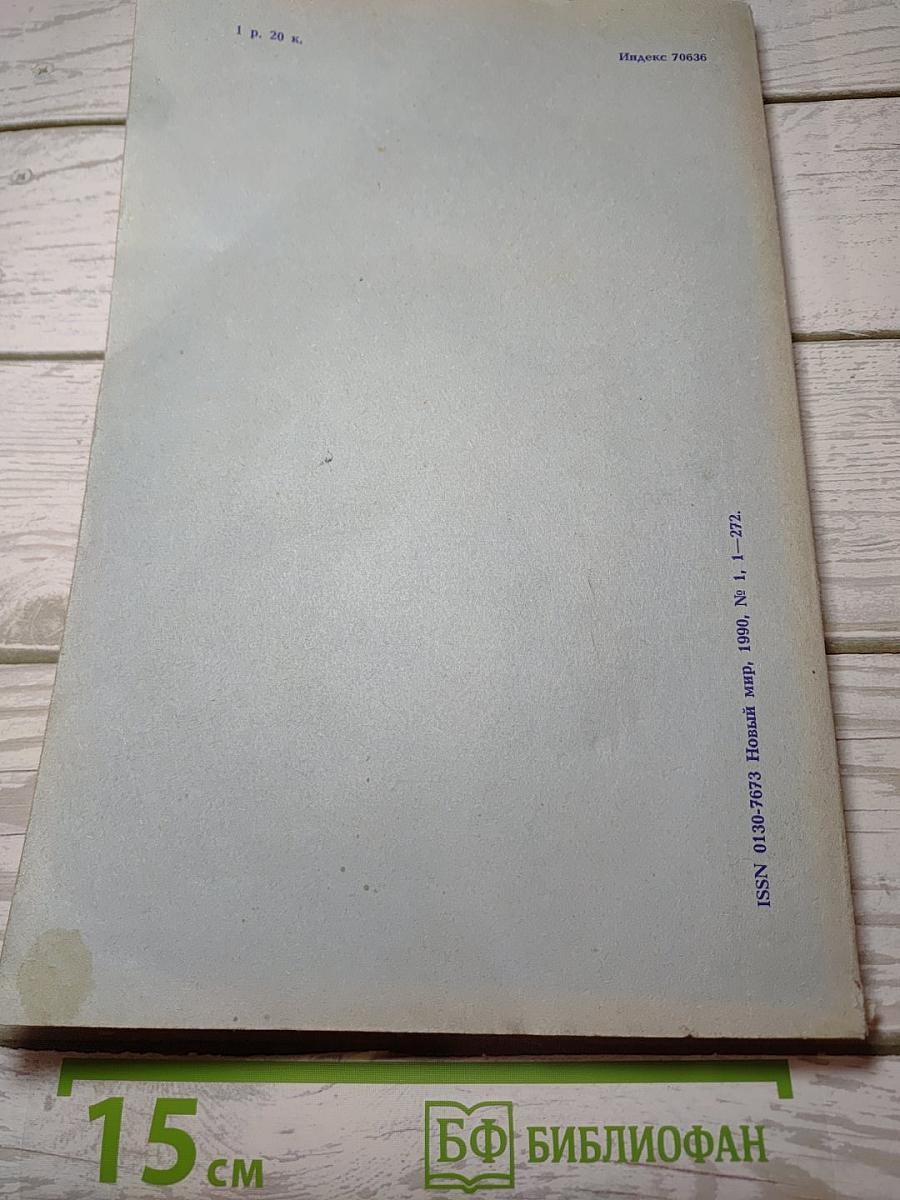 1 р. 20 к.
Индекс 70636
ISSN 0130-7673 Новый мир, 1990, № 1, 1—272.
15 см
БФ БИБЛИОФАН